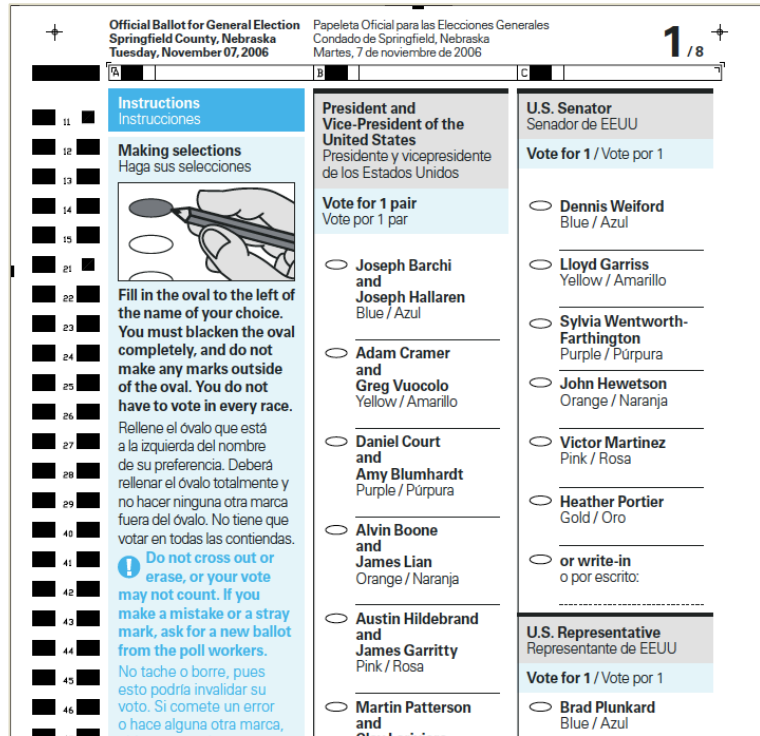 Official Ballot for General Election
Springfield County, Nebraska
Tuesday, November 07, 2006
Papeleta Oficial para las Elecciones Generales
Condado de Springfield, Nebraska
Martes, 7 de noviembre de 2006
1/8
A
B
C
11
12
13
14
15
21
22
23
24
25
26
27
28
29
40
41
42
43
44
45
46
Instructions
Instrucciones
Making selections
Haga sus selecciones
Fill in the oval to the left of
the name of your choice.
You must blacken the oval
completely, and do not
make any marks outside
of the oval. You do not
have to vote in every race.
Rellene el óvalo que está
a la izquierda del nombre
de su preferencia. Deberá
rellenar el óvalo totalmente y
no hacer ninguna otra marca
fuera del óvalo. No tiene que
votar en todas las contiendas.
Do not cross out or
erase, or your vote
may not count. If you
make a mistake or a stray
mark, ask for a new ballot
from the poll workers.
No tache o borre, pues
esto podría invalidar su
voto. Si comete un error
o hace alguna otra marca,
President and
Vice-President of the
United States
Presidente y vicepresidente
de los Estados Unidos
Vote for 1 pair
Vote por 1 par
Joseph Barchi
and
Joseph Hallaren
Blue / Azul
Adam Cramer
and
Greg Vuocolo
Yellow / Amarillo
Daniel Court
and
Amy Blumhardt
Purple / Púrpura
Alvin Boone
and
James Lian
Orange / Naranja
Austin Hildebrand
and
James Garritty
Pink / Rosa
Martin Patterson
and
U.S. Senator
Senador de EEUU
Vote for 1 / Vote por 1
Dennis Weiford
Blue / Azul
Lloyd Garriss
Yellow / Amarillo
Sylvia Wentworth-
Farthington
Purple / Púrpura
John Hewetson
Orange / Naranja
Victor Martinez
Pink / Rosa
Heather Portier
Gold / Oro
or write-in
o por escrito:
U.S. Representative
Representante de EEUU
Vote for 1 / Vote por 1
Brad Plunkard
Blue / Azul